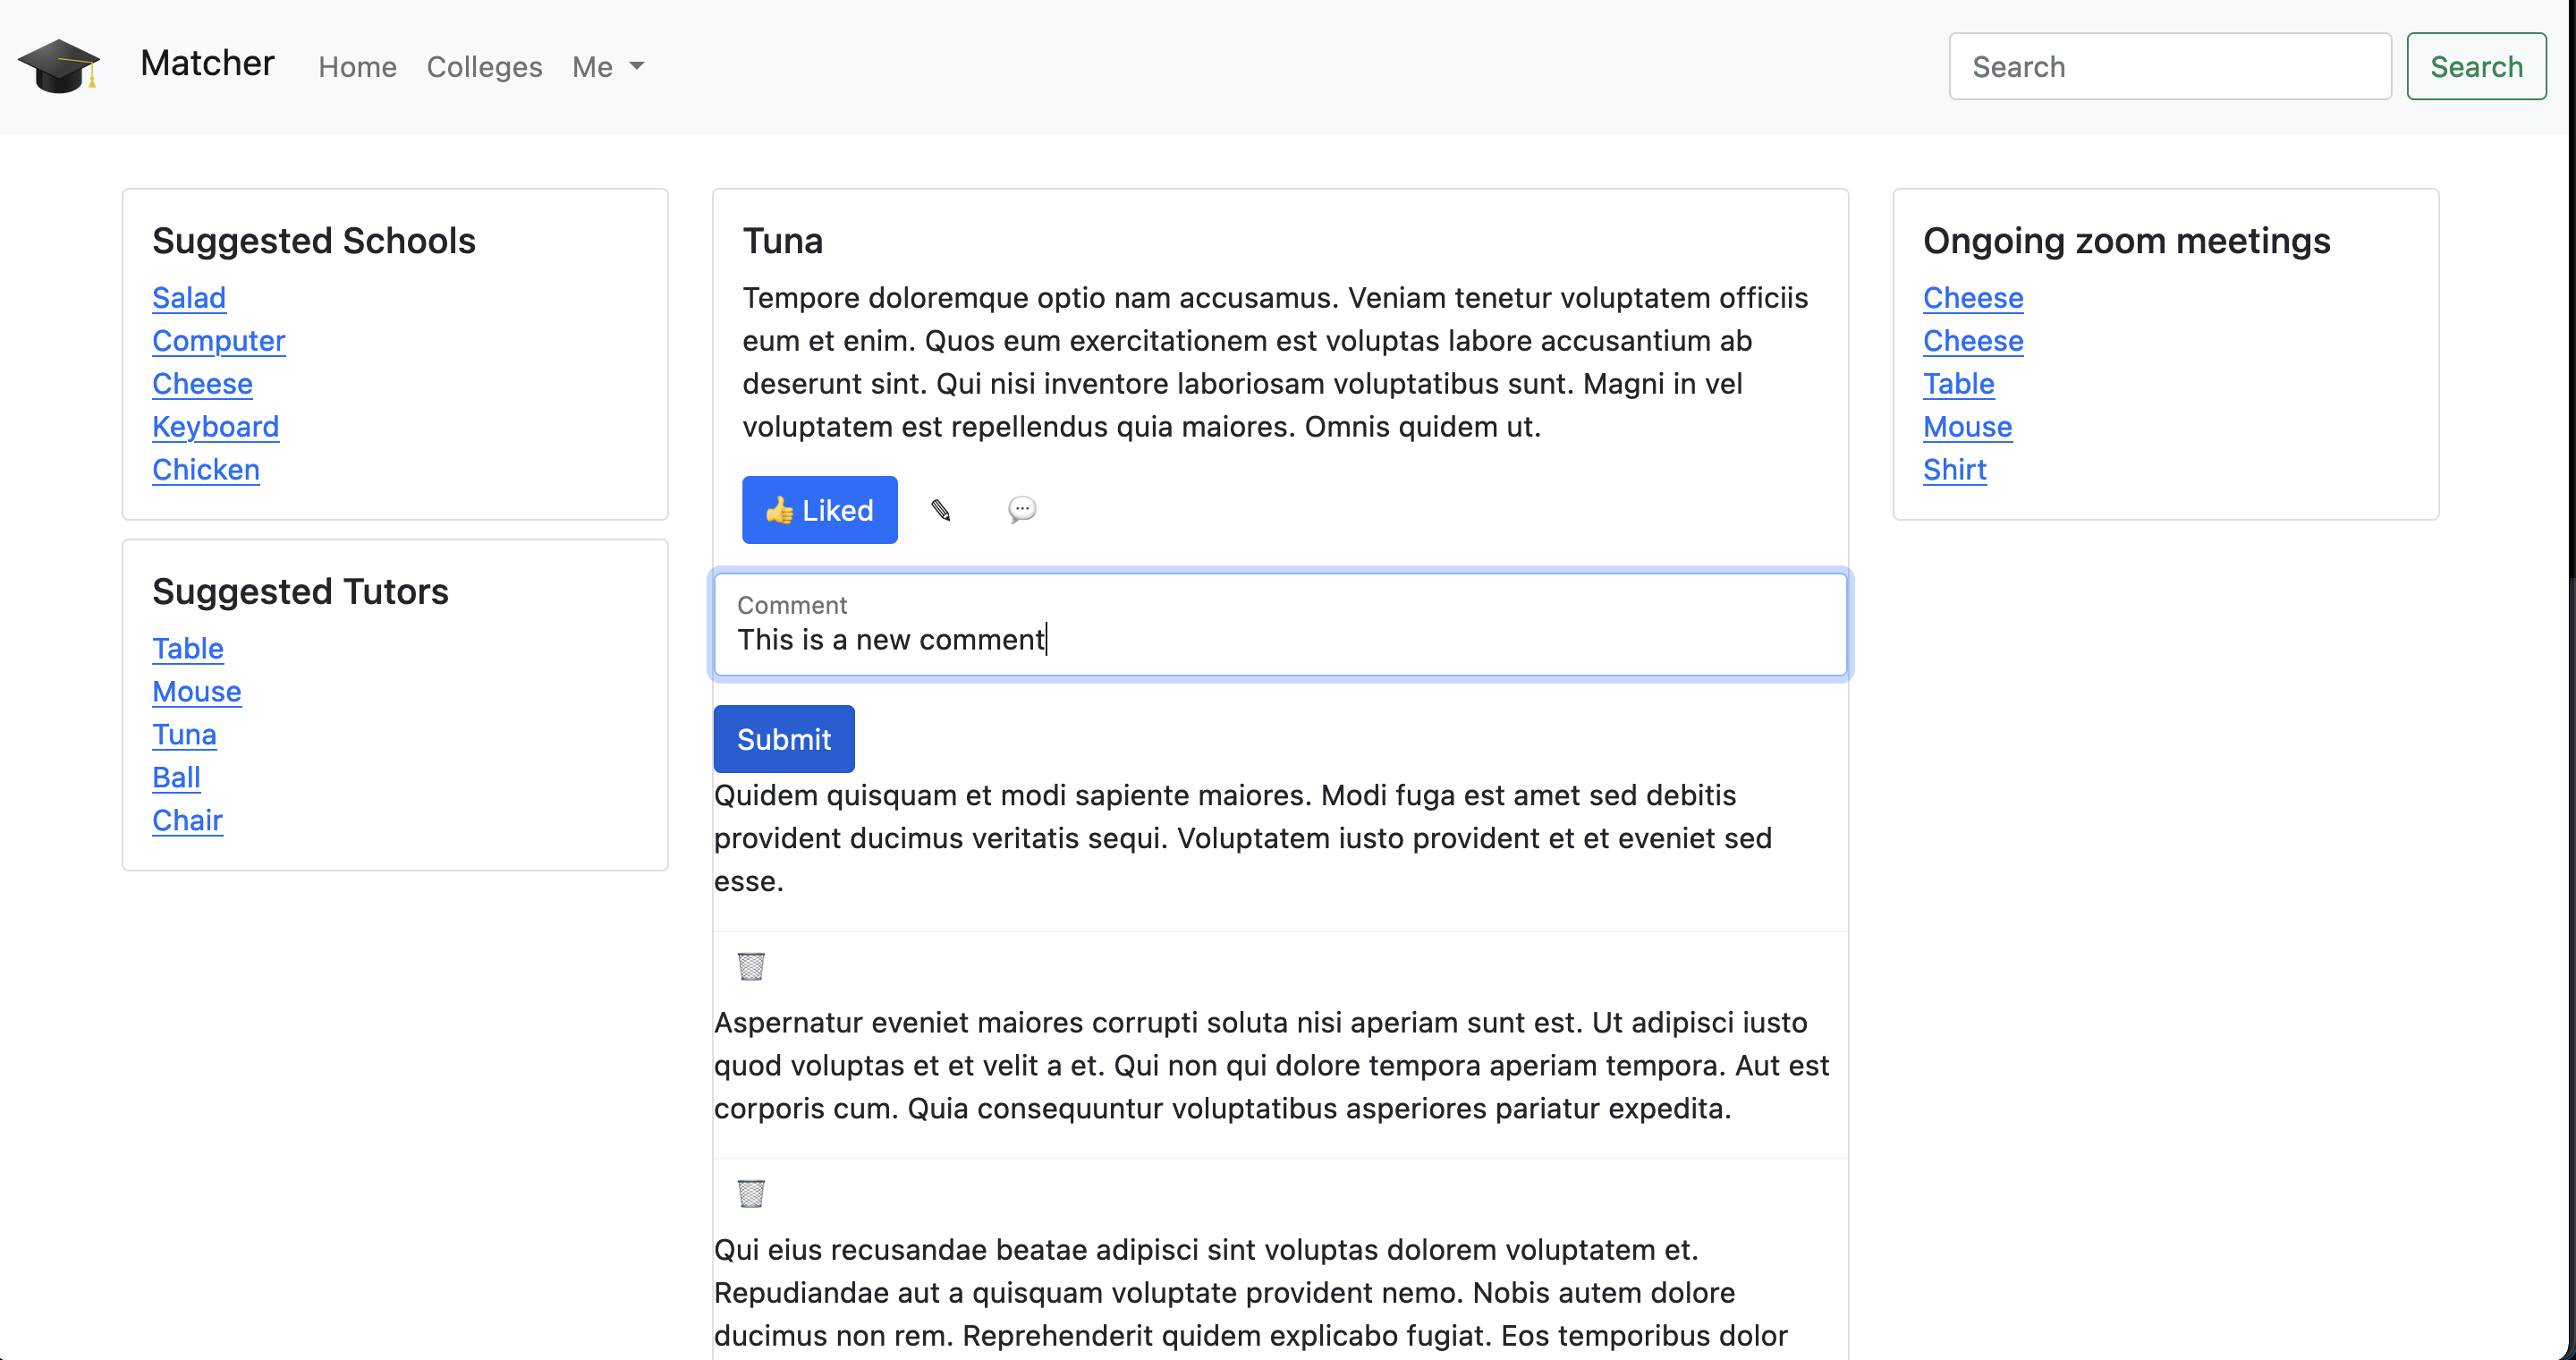 Matcher
Home
Colleges
Me
Search
Search
Suggested Schools
Salad
Computer
Cheese
Keyboard
Chicken
Suggested Tutors
Table
Mouse
Tuna
Ball
Chair
Tuna
Tempore doloremque optio nam accusamus. Veniam tenetur voluptatem officiis
eum et enim. Quos eum exercitationem est voluptas labore accusantium ab
deserunt sint. Qui nisi inventore laboriosam voluptatibus sunt. Magni in vel
voluptatem est repellendus quia maiores. Omnis quidem ut.
👍 Liked
Comment
This is a new comment
Submit
Quidem quisquam et modi sapiente maiores. Modi fuga est amet sed debitis
provident ducimus veritatis sequi. Voluptatem iusto provident et et eveniet sed
esse.
Aspernatur eveniet maiores corrupti soluta nisi aperiam sunt est. Ut adipisci iusto
quod voluptas et et velit a et. Qui non qui dolore tempora aperiam tempora. Aut est
corporis cum. Quia consequuntur voluptatibus asperiores pariatur expedita.
Qui eius recusandae beatae adipisci sint voluptas dolorem voluptatem et.
Repudiandae aut a quisquam voluptate provident nemo. Nobis autem dolore
ducimus non rem. Reprehenderit quidem explicabo fugiat. Eos temporibus dolor
Ongoing zoom meetings
Cheese
Cheese
Table
Mouse
Shirt